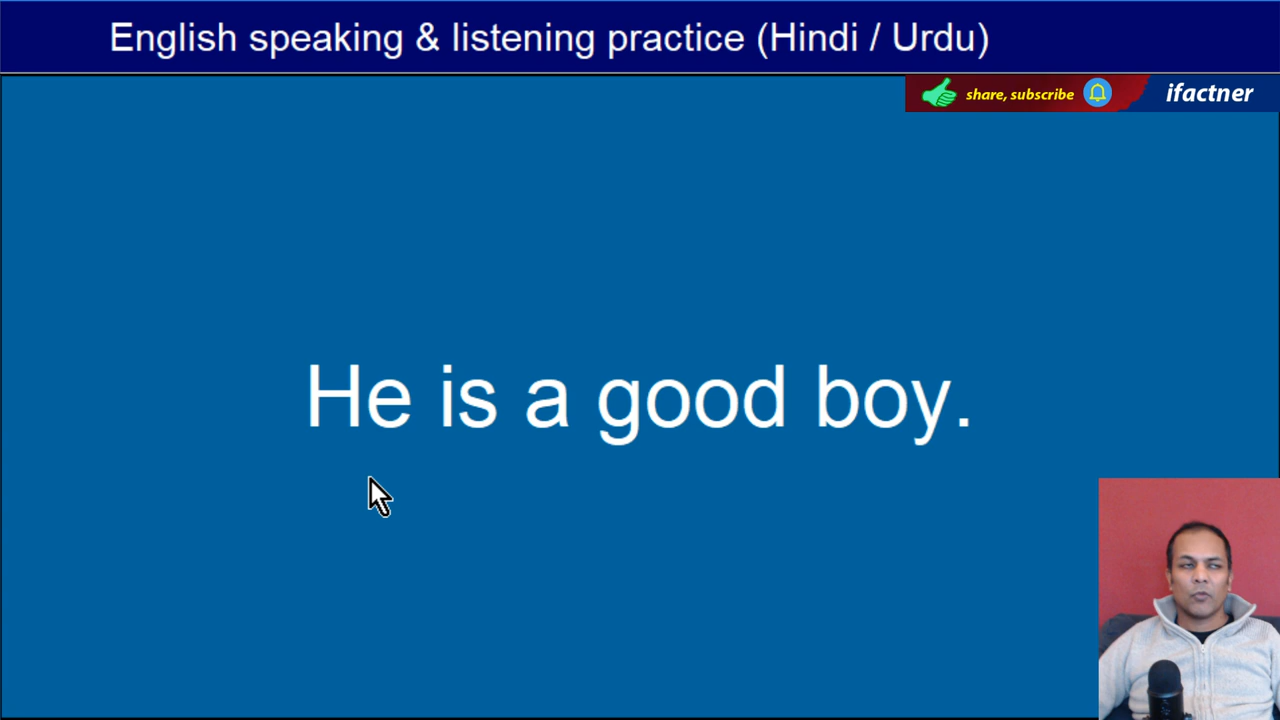 English speaking & listening practice (Hindi / Urdu)
share, subscribe
ifactner
He is a good boy.